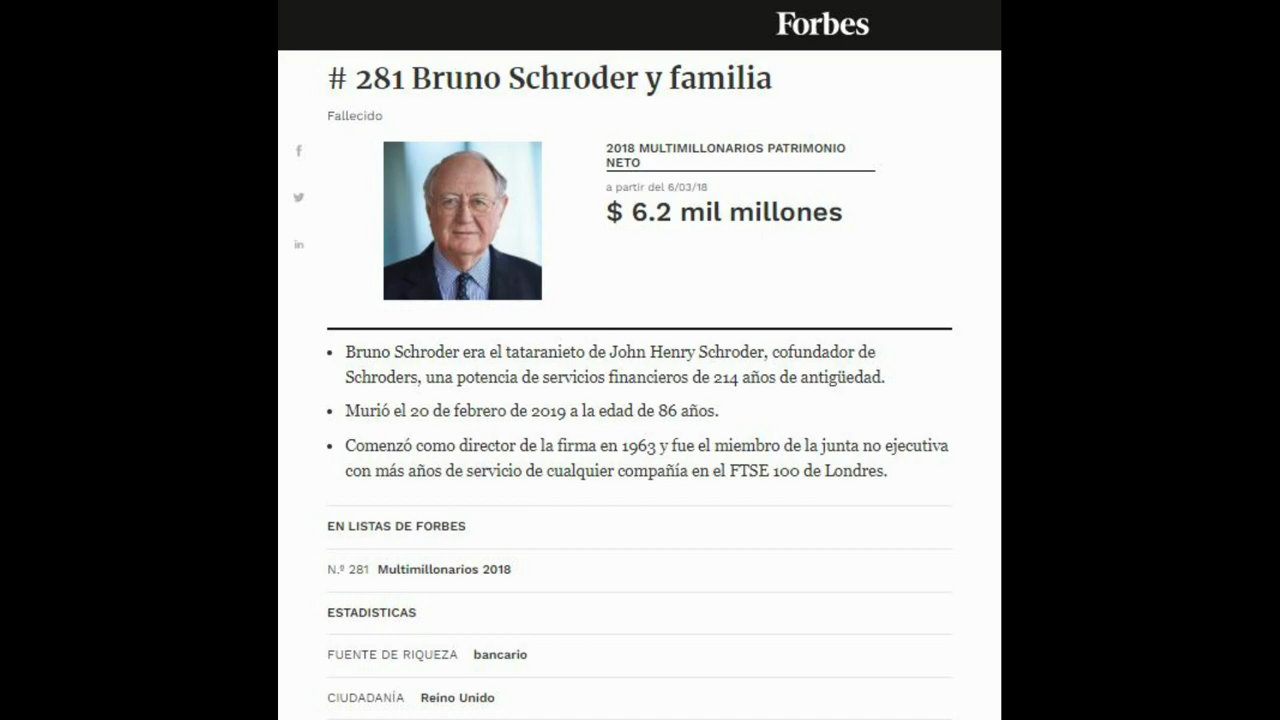 Forbes
# 281 Bruno Schroder y familia
Fallecido
2018 MULTIMILLONARIOS PATRIMONIO
NETO
a partir del 6/03/18
$ 6.2 mil millones
• Bruno Schroder era el tataranieto de John Henry Schroder, cofundador de
Schroders, una potencia de servicios financieros de 214 años de antigüedad.
• Murió el 20 de febrero de 2019 a la edad de 86 años.
• Comenzó como director de la firma en 1963 y fue el miembro de la junta no ejecutiva
con más años de servicio de cualquier compañía en el FTSE 100 de Londres.
EN LISTAS DE FORBES
N.º 281 Multimillonarios 2018
ESTADISTICAS
FUENTE DE RIQUEZA bancario
CIUDADANÍA Reino Unido